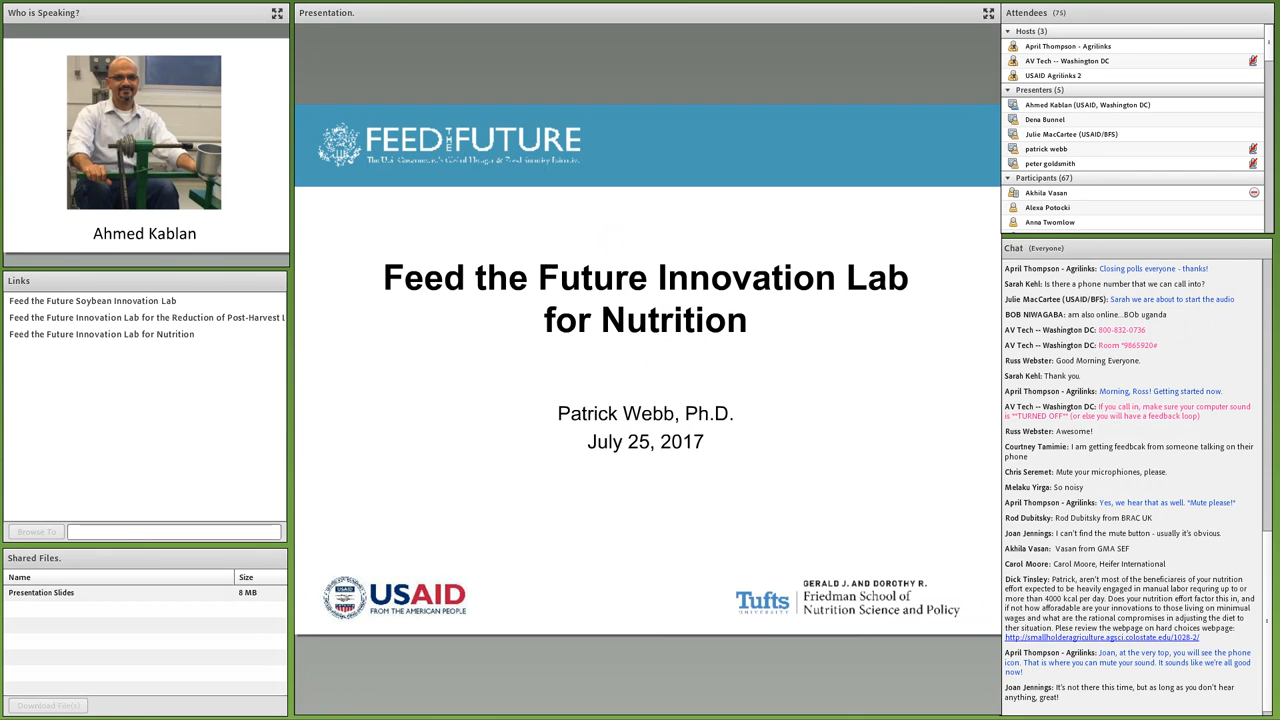 Who is Speaking?
Ahmed Kablan
Links
Feed the Future Soybean Innovation Lab
Feed the Future Innovation Lab for the Reduction of Post-Harvest L
Feed the Future Innovation Lab for Nutrition
Browse To
Shared Files.
Name Size
Presentation Slides 8 MB
Download File(s)
Presentation.
FEED THE FUTURE
The U.S. Government's Global Hunger & Food Security Initiative
Feed the Future Innovation Lab
for Nutrition
Patrick Webb, Ph.D.
July 25, 2017
USAID
FROM THE AMERICAN PEOPLE
Tufts
UNIVERSITY
GERALD J. AND DOROTHY R.
Friedman School of
Nutrition Science and Policy
Attendees (75)
Hosts (3)
April Thompson - Agrilinks
AV Tech -- Washington DC
USAID Agrilinks 2
Presenters (5)
Ahmed Kablan (USAID, Washington DC)
Dena Bunnel
Julie MacCartee (USAID/BFS)
patrick webb
peter goldsmith
Participants (67)
Akhila Vasan
Alexa Potocki
Anna Twomlow
Chat (Everyone)
April Thompson - Agrilinks: Closing polls everyone - thanks!
Sarah Kehl: Is there a phone number that we can call into?
Julie MacCartee (USAID/BFS): Sarah we are about to start the audio
BOB NIWAGABA: am also online...BOb uganda
AV Tech -- Washington DC: 800-832-0736
AV Tech -- Washington DC: Room *9865920#
Russ Webster: Good Morning Everyone.
Sarah Kehl: Thank you.
April Thompson - Agrilinks: Morning, Ross! Getting started now.
AV Tech -- Washington DC: If you call in, make sure your computer sound
is **TURNED OFF** (or else you will have a feedback loop)
Russ Webster: Awesome!
Courtney Tamimie: I am getting feedbcak from someone talking on their
phone
Chris Seremet: Mute your micrphiones, please.
Melaku Yirga: So noisy
April Thompson - Agrilinks: Yes, we hear that as well. *Mute please!*
Rod Dubitsky: Rod Dubitsky from BRAC UK
Joan Jennings: I can't find the mute button - usually it's obvious.
Akhila Vasan: Vasan from GMA SEF
Carol Moore: Carol Moore, Heifer International
Dick Tinsley: Patrick, aren't most of the beneficiareis of your nutrition
effort expected to be heavily engaged in manual labor requring up to or
more than 4000 kcal per day. Does your nutrition effort factor this in, and
if not how afforadable are your innovations to those living on minimal
wages and what are the rational compromises in adjusting the diet to
ther situation. Plese review the webpage on hard choices webpage:
http://smallholderagriculture.agsci.colostate.edu/1028-2/
April Thompson - Agrilinks: Joan, at the very top, you will see the phone
icon. That is where you can mute your sound. It sounds like we're all good
now!
Joan Jennings: It's not there this time, but as long as you don't hear
anything, great!